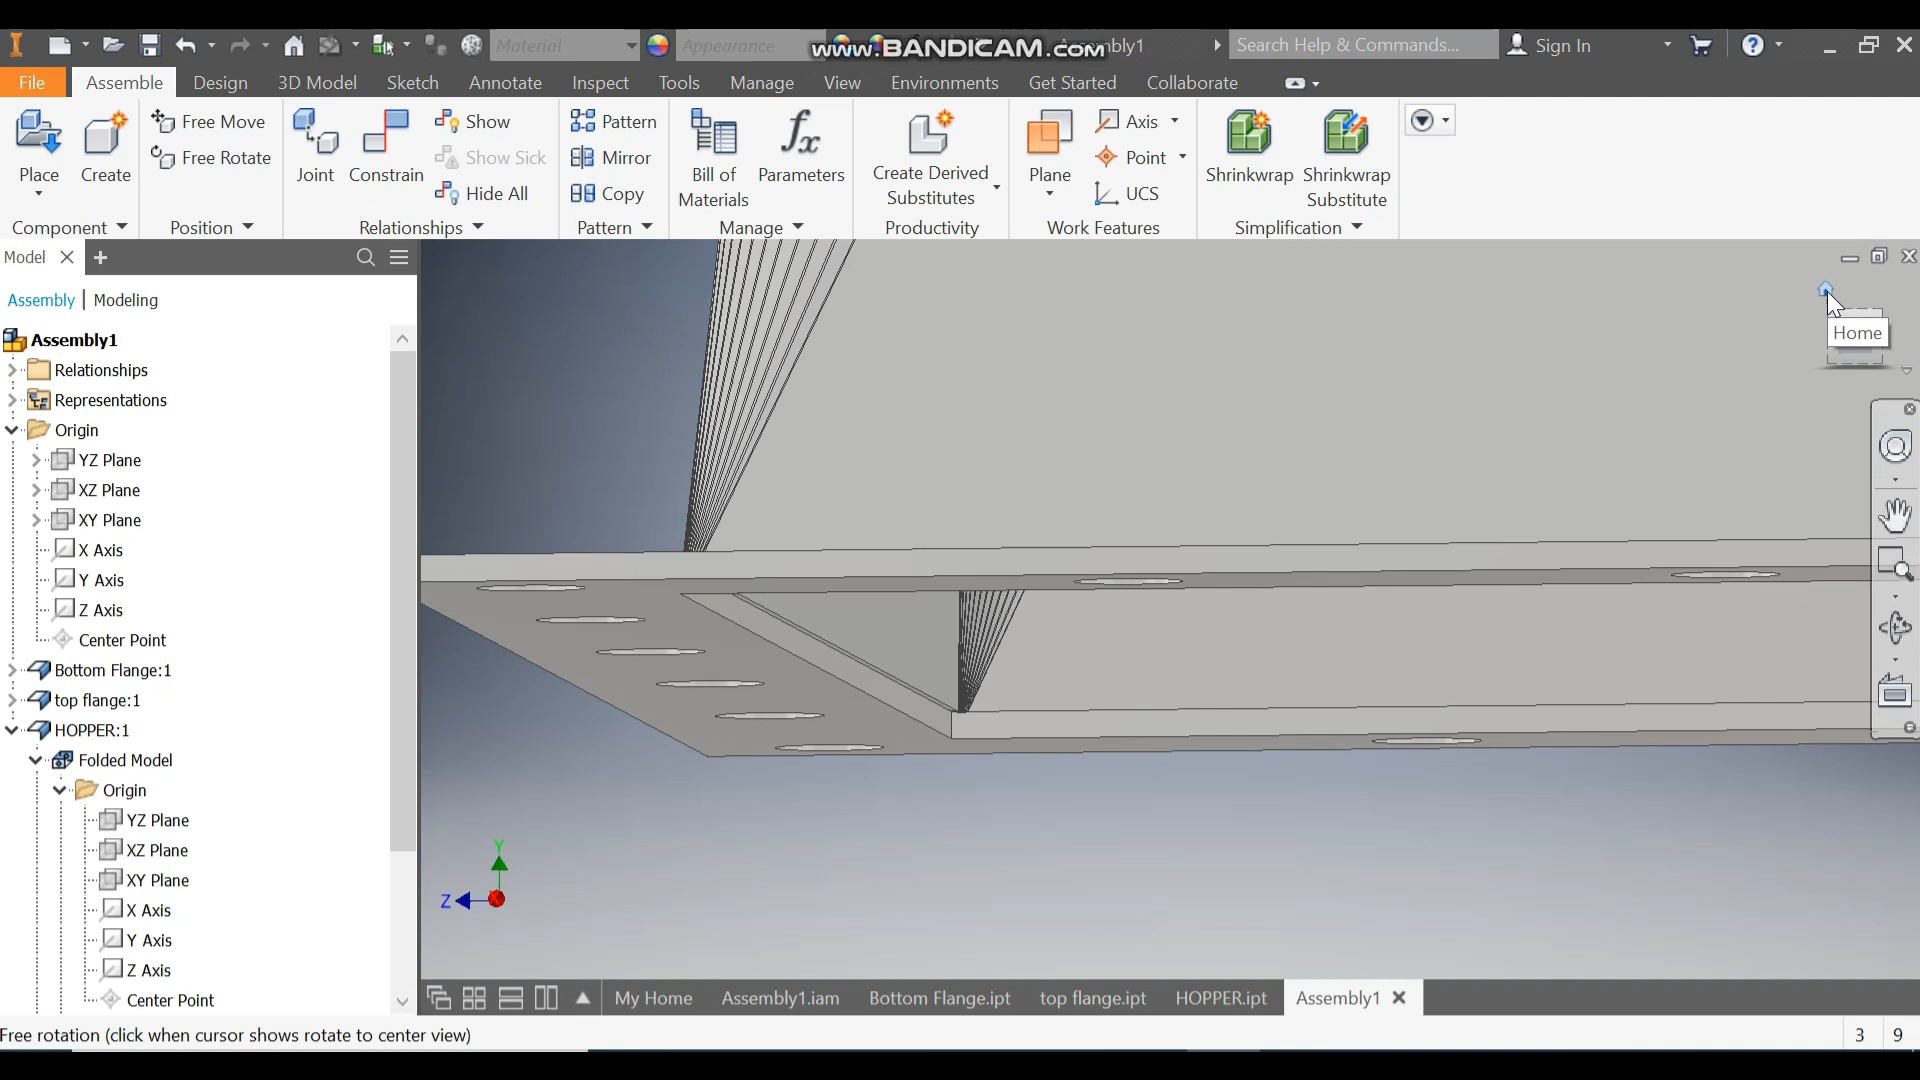 Material
Appearance
www.BANDICAM.com
Search Help & Commands...
Sign In
File
Assemble
Design
3D Model
Sketch
Annotate
Inspect
Tools
Manage
View
Environments
Get Started
Collaborate
Place
Create
Free Move
Free Rotate
Joint
Constrain
Show
Show Sick
Hide All
Pattern
Mirror
Copy
Bill of
Materials
Parameters
Create Derived
Substitutes
Plane
Axis
Point
UCS
Shrinkwrap
Shrinkwrap
Substitute
Component
Position
Relationships
Pattern
Manage
Productivity
Work Features
Simplification
Model
Assembly
Modeling
Assembly1
Relationships
Representations
Origin
YZ Plane
XZ Plane
XY Plane
X Axis
Y Axis
Z Axis
Center Point
Bottom Flange:1
top flange:1
HOPPER:1
Folded Model
Origin
YZ Plane
XZ Plane
XY Plane
X Axis
Y Axis
Z Axis
Center Point
Home
Y
Z
My Home
Assembly1.iam
Bottom Flange.ipt
top flange.ipt
HOPPER.ipt
Assembly1
Free rotation (click when cursor shows rotate to center view)
3
9